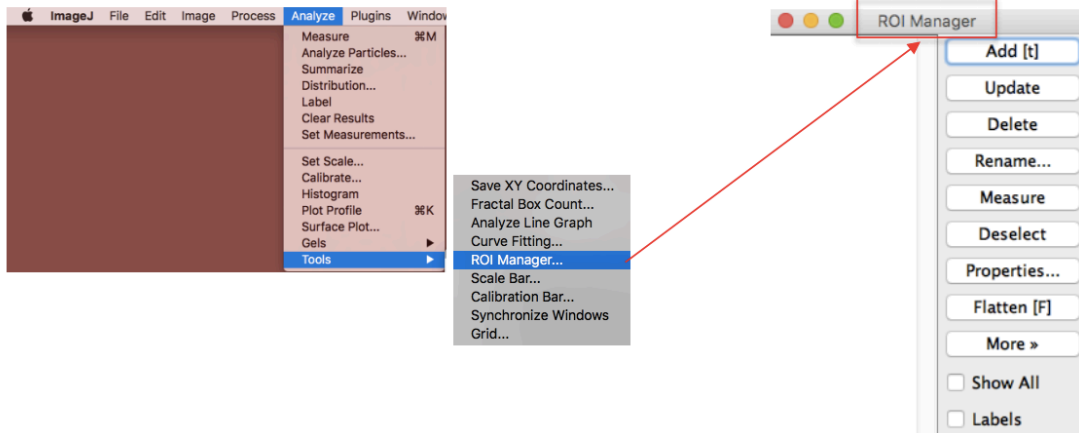 ImageJ File Edit Image Process Analyze Plugins Window
Measure ⌘M
Analyze Particles...
Summarize
Distribution...
Label
Clear Results
Set Measurements...
Set Scale...
Calibrate...
Histogram
Plot Profile ⌘K
Surface Plot...
Gels
Tools
Save XY Coordinates...
Fractal Box Count...
Analyze Line Graph
Curve Fitting...
ROI Manager...
Scale Bar...
Calibration Bar...
Synchronize Windows
Grid...
ROI Manager
Add [t]
Update
Delete
Rename...
Measure
Deselect
Properties...
Flatten [F]
More »
Show All
Labels